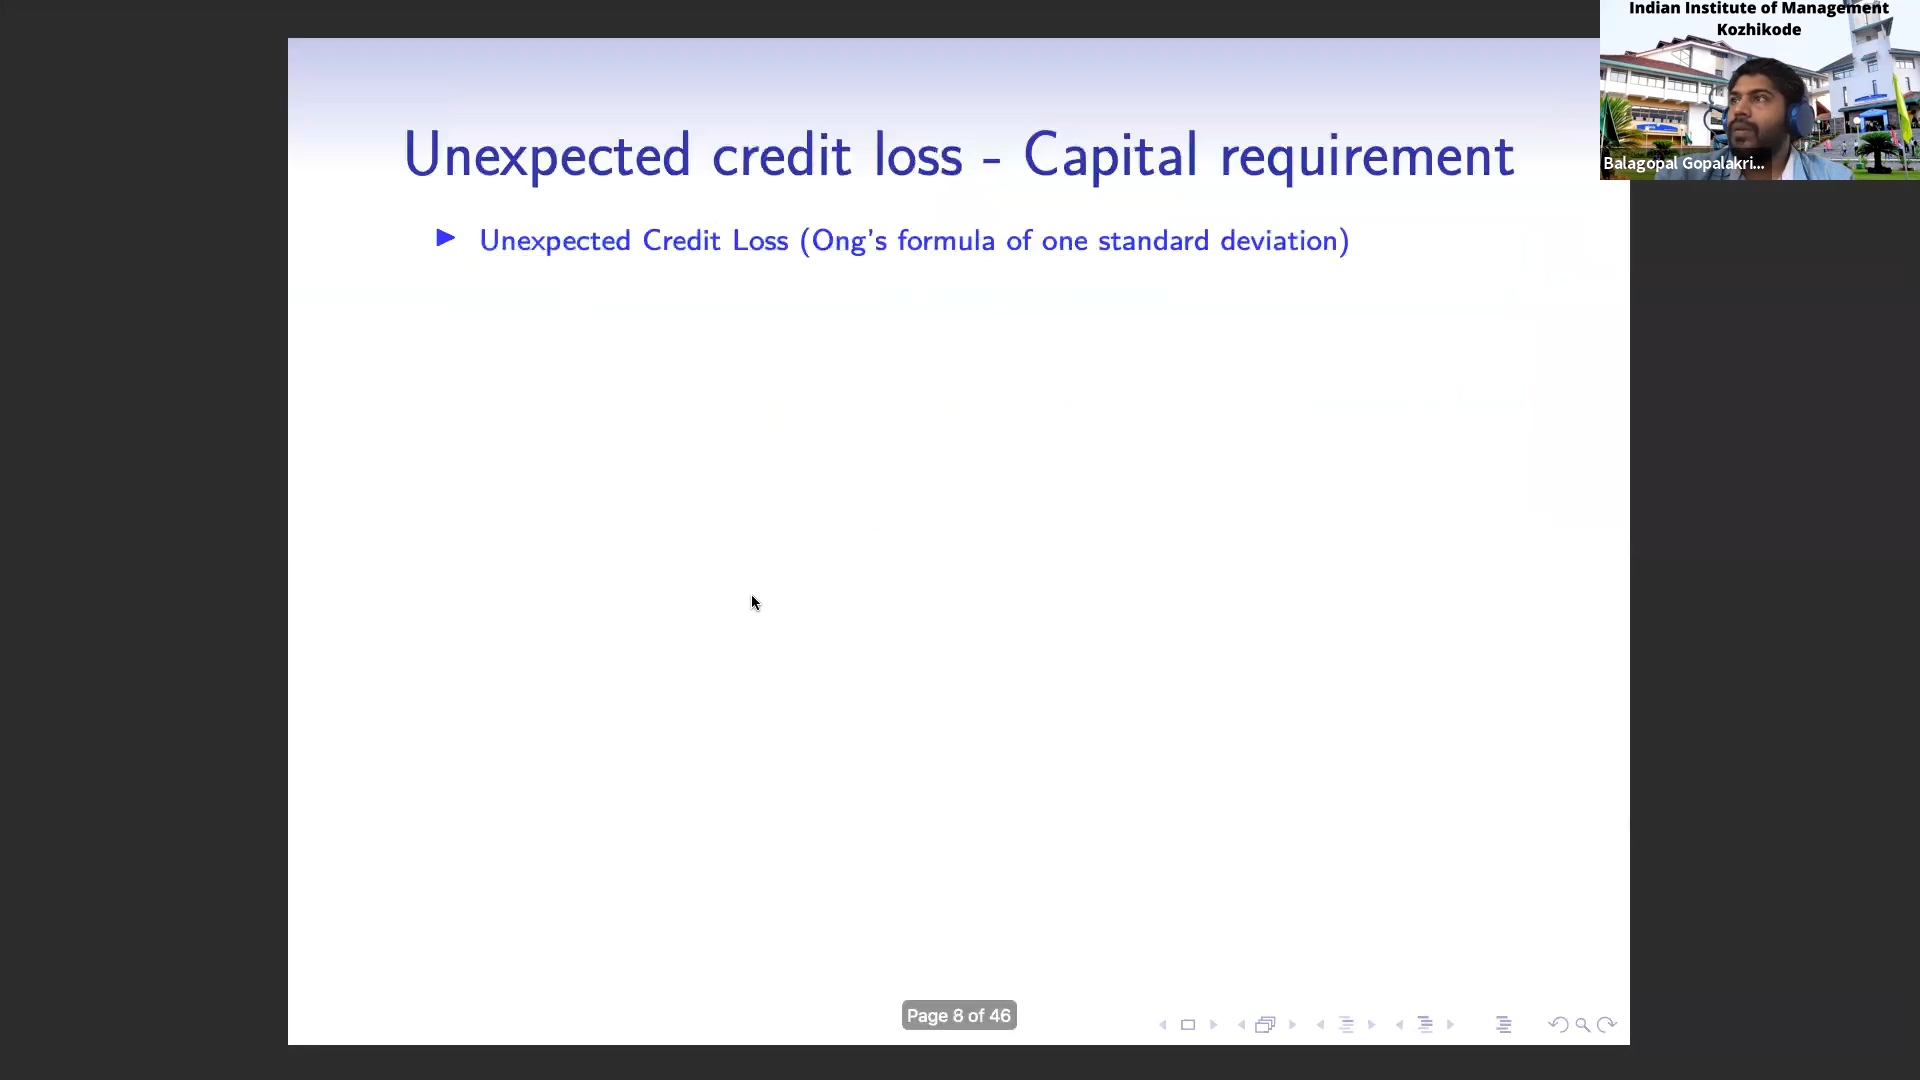 Indian Institute of Management
Kozhikode
Balagopal Gopalakri...
Unexpected credit loss - Capital requirement
Unexpected Credit Loss (Ong's formula of one standard deviation)
Page 8 of 46